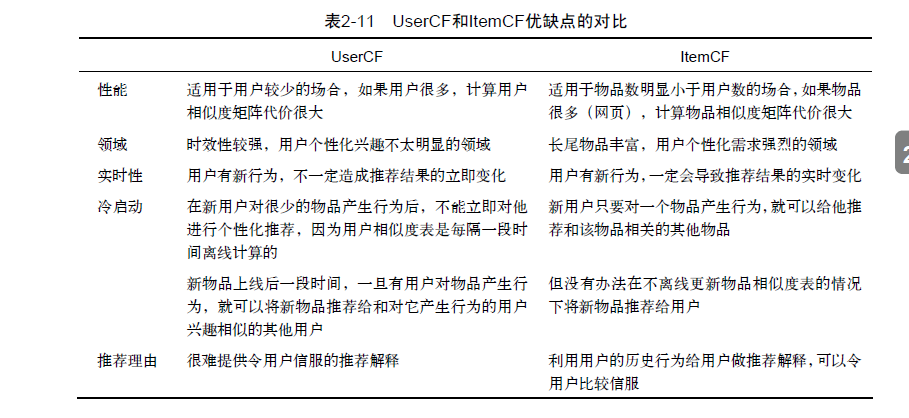 表2-11 UserCF和ItemCF优缺点的对比
UserCF
ItemCF
性能
适用于用户较少的场合，如果用户很多，计算用户
相似度矩阵代价很大
适用于物品数明显小于用户数的场合，如果物品
很多（网页），计算物品相似度矩阵代价很大
领域
时效性较强，用户个性化兴趣不太明显的领域
长尾物品丰富，用户个性化需求强烈的领域
实时性
用户有新行为，不一定造成推荐结果的立即变化
用户有新行为，一定会导致推荐结果的实时变化
冷启动
在新用户对很少的物品产生行为后，不能立即对他
进行个性化推荐，因为用户相似度表是每隔一段时
间离线计算的
新用户只要对一个物品产生行为，就可以给他推
荐和该物品相关的其他物品
新物品上线后一段时间，一旦有用户对物品产生行
为，就可以将新物品推荐给和对它产生行为的用户
兴趣相似的其他用户
但没有办法在不离线更新物品相似度表的情况
下将新物品推荐给用户
推荐理由
很难提供令用户信服的推荐解释
利用用户的历史行为给用户做推荐解释，可以令
用户比较信服
2